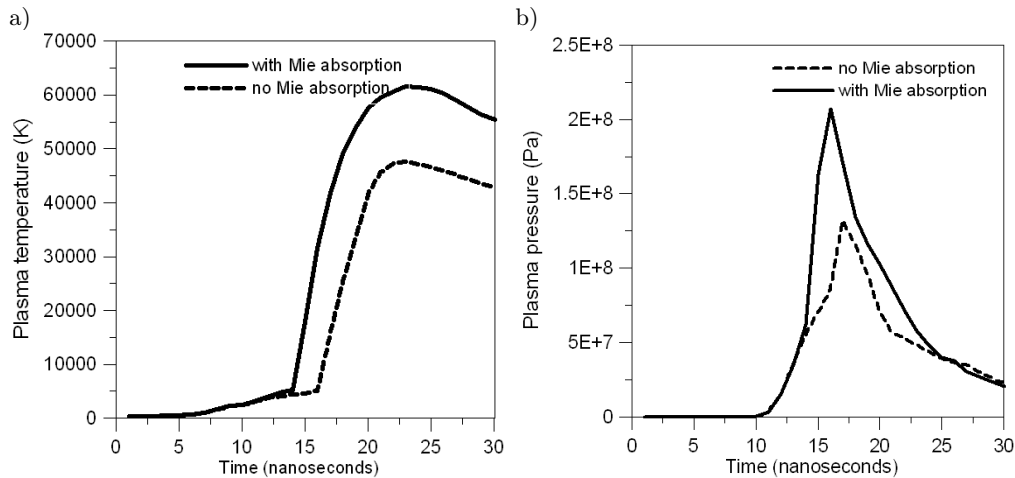 a)
70000
60000
50000
40000
30000
20000
10000
0
Plasma temperature (K)
with Mie absorption
no Mie absorption
0 5 10 15 20 25 30
Time (nanoseconds)
b)
2.5E+8
2E+8
1.5E+8
1E+8
5E+7
0
Plasma pressure (Pa)
no Mie absorption
with Mie absorption
0 5 10 15 20 25 30
Time (nanoseconds)